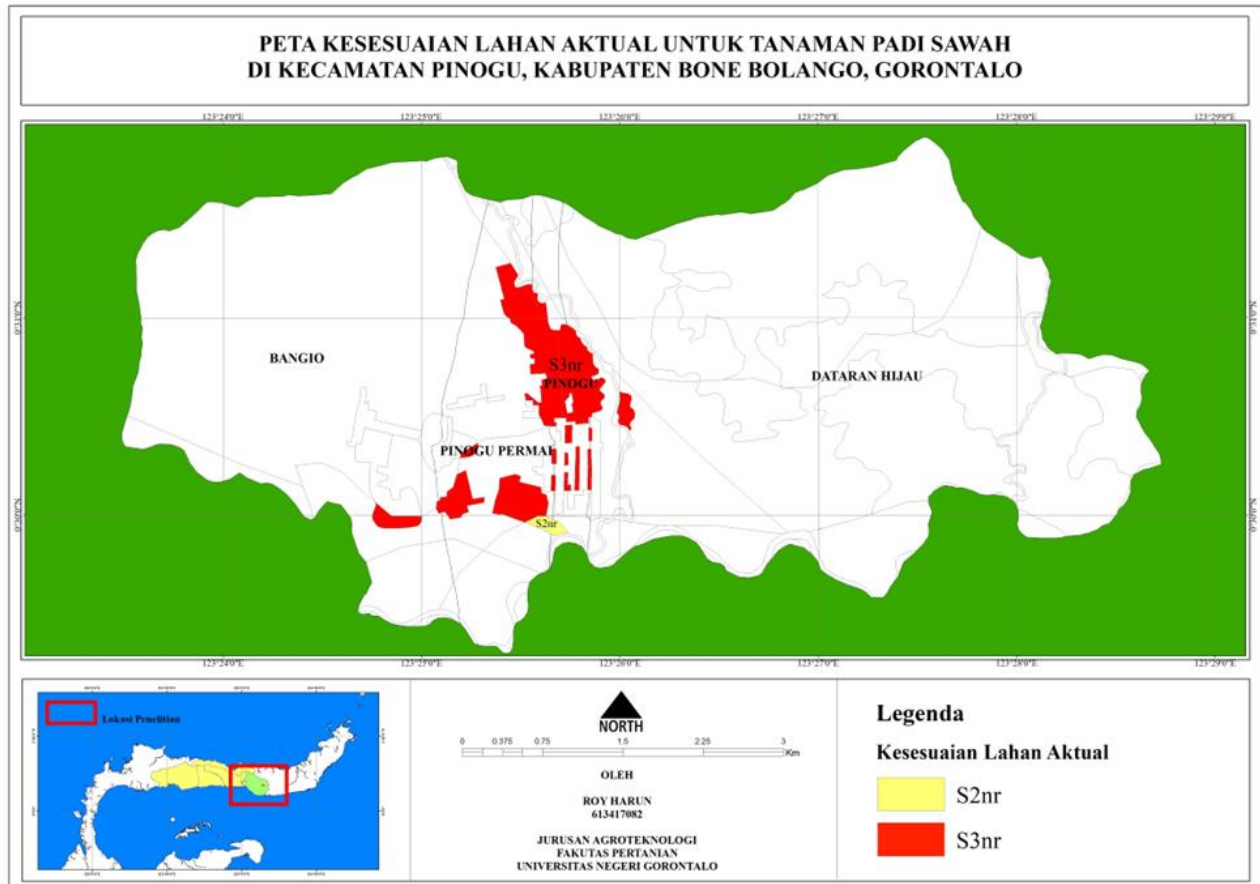 PETA KESESUAIAN LAHAN AKTUAL UNTUK TANAMAN PADI SAWAH
DI KECAMATAN PINOGU, KABUPATEN BONE BOLANGO, GORONTALO
123°24'0"E 123°25'0"E 123°26'0"E 123°27'0"E 123°28'0"E 123°29'0"E
S3nr
BANGIO
PINOGU
DATARAN HIJAU
PINOGU PERMAI
S2nr
123°24'0"E 123°25'0"E 123°26'0"E 123°27'0"E 123°28'0"E 123°29'0"E
Lokasi Penelitian
NORTH
0 0.375 0.75 1.5 2.25 3
Km
OLEH
ROY HARUN
613417082
JURUSAN AGROTEKNOLOGI
FAKUTAS PERTANIAN
UNIVERSITAS NEGERI GORONTALO
Legenda
Kesesuaian Lahan Aktual
S2nr
S3nr